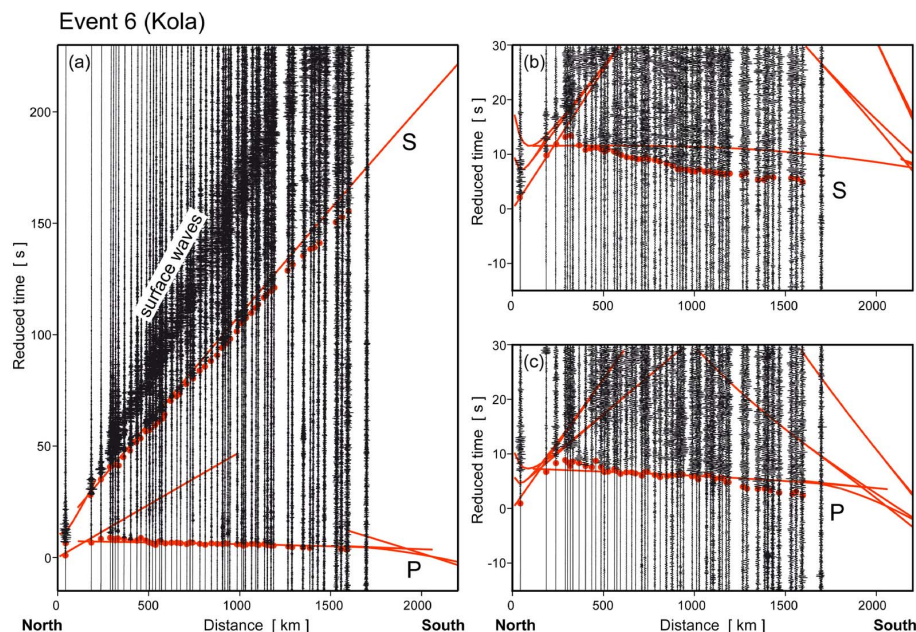 Event 6 (Kola)
(a)
Reduced time [ s ]
200
150
100
50
0
surface waves
S
P
0
500
1000
1500
2000
North
Distance [ km ]
South
(b)
Reduced time [ s ]
30
20
10
0
-10
S
0
500
1000
1500
2000
(c)
Reduced time [ s ]
30
20
10
0
-10
P
0
500
1000
1500
2000
North
Distance [ km ]
South